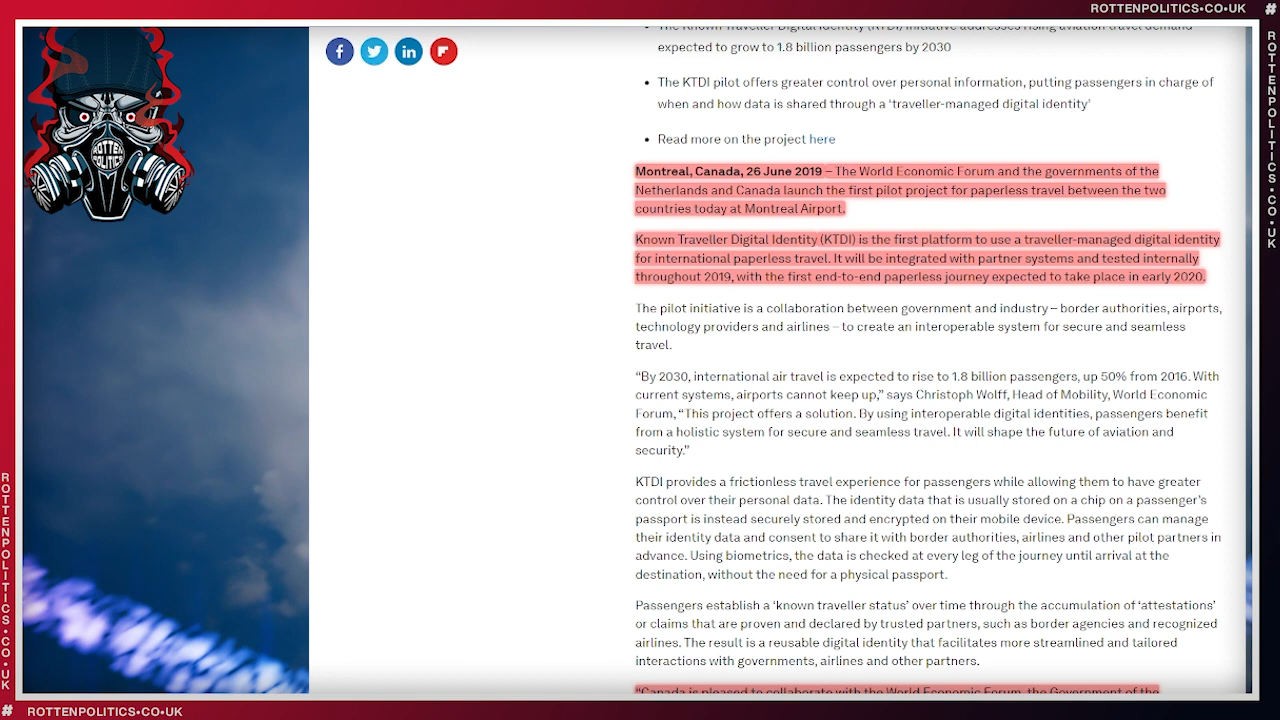 ROTTENPOLITICS•CO•UK #
The Known Traveller Digital Identity (KTDI) initiative addresses rising aviation travel demand
expected to grow to 1.8 billion passengers by 2030
• The KTDI pilot offers greater control over personal information, putting passengers in charge of
when and how data is shared through a ‘traveller-managed digital identity’
• Read more on the project here
ROTTEN
POLITICS
Montreal, Canada, 26 June 2019 – The World Economic Forum and the governments of the
Netherlands and Canada launch the first pilot project for paperless travel between the two
countries today at Montreal Airport.
Known Traveller Digital Identity (KTDI) is the first platform to use a traveller-managed digital identity
for international paperless travel. It will be integrated with partner systems and tested internally
throughout 2019, with the first end-to-end paperless journey expected to take place in early 2020.
The pilot initiative is a collaboration between government and industry – border authorities, airports,
technology providers and airlines – to create an interoperable system for secure and seamless
travel.
“By 2030, international air travel is expected to rise to 1.8 billion passengers, up 50% from 2016. With
current systems, airports cannot keep up,” says Christoph Wolff, Head of Mobility, World Economic
Forum, “This project offers a solution. By using interoperable digital identities, passengers benefit
from a holistic system for secure and seamless travel. It will shape the future of aviation and
security.”
KTDI provides a frictionless travel experience for passengers while allowing them to have greater
control over their personal data. The identity data that is usually stored on a chip on a passenger’s
passport is instead securely stored and encrypted on their mobile device. Passengers can manage
their identity data and consent to share it with border authorities, airlines and other pilot partners in
advance. Using biometrics, the data is checked at every leg of the journey until arrival at the
destination, without the need for a physical passport.
Passengers establish a ‘known traveller status’ over time through the accumulation of ‘attestations’
or claims that are proven and declared by trusted partners, such as border agencies and recognized
airlines. The result is a reusable digital identity that facilitates more streamlined and tailored
interactions with governments, airlines and other partners.
“Canada is pleased to collaborate with the World Economic Forum, the Government of the
ROTTENPOLITICS•CO•UK
ROTTENPOLITICS•CO•UK
# ROTTENPOLITICS•CO•UK